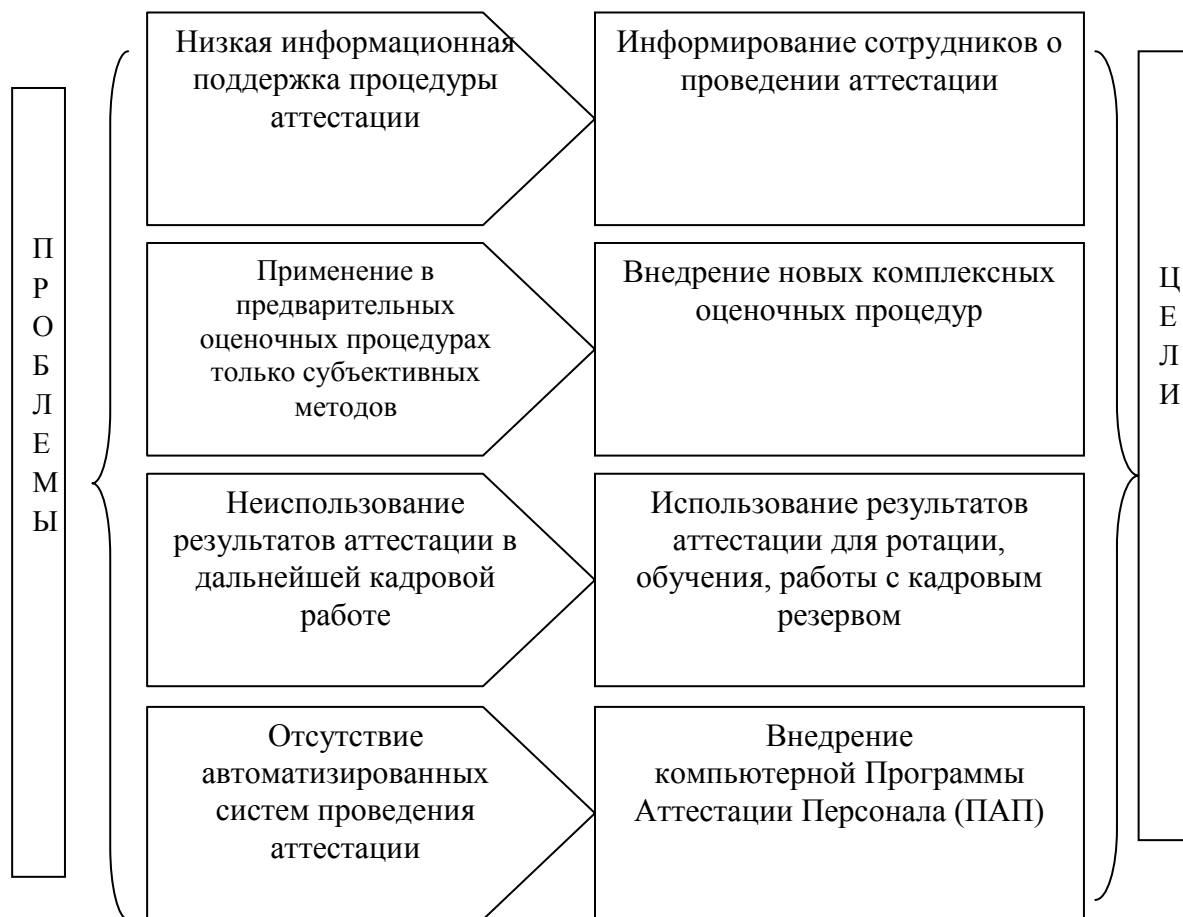 П
Р
О
Б
Л
Е
М
Ы
Низкая информационная
поддержка процедуры
аттестации
Информирование сотрудников о
проведении аттестации
Применение в
предварительных
оценочных процедурах
только субъективных
методов
Внедрение новых комплексных
оценочных процедур
Неиспользование
результатов аттестации в
дальнейшей кадровой
работе
Использование результатов
аттестации для ротации,
обучения, работы с кадровым
резервом
Отсутствие
автоматизированных
систем проведения
аттестации
Внедрение
компьютерной Программы
Аттестации Персонала (ПАП)
Ц
Е
Л
И